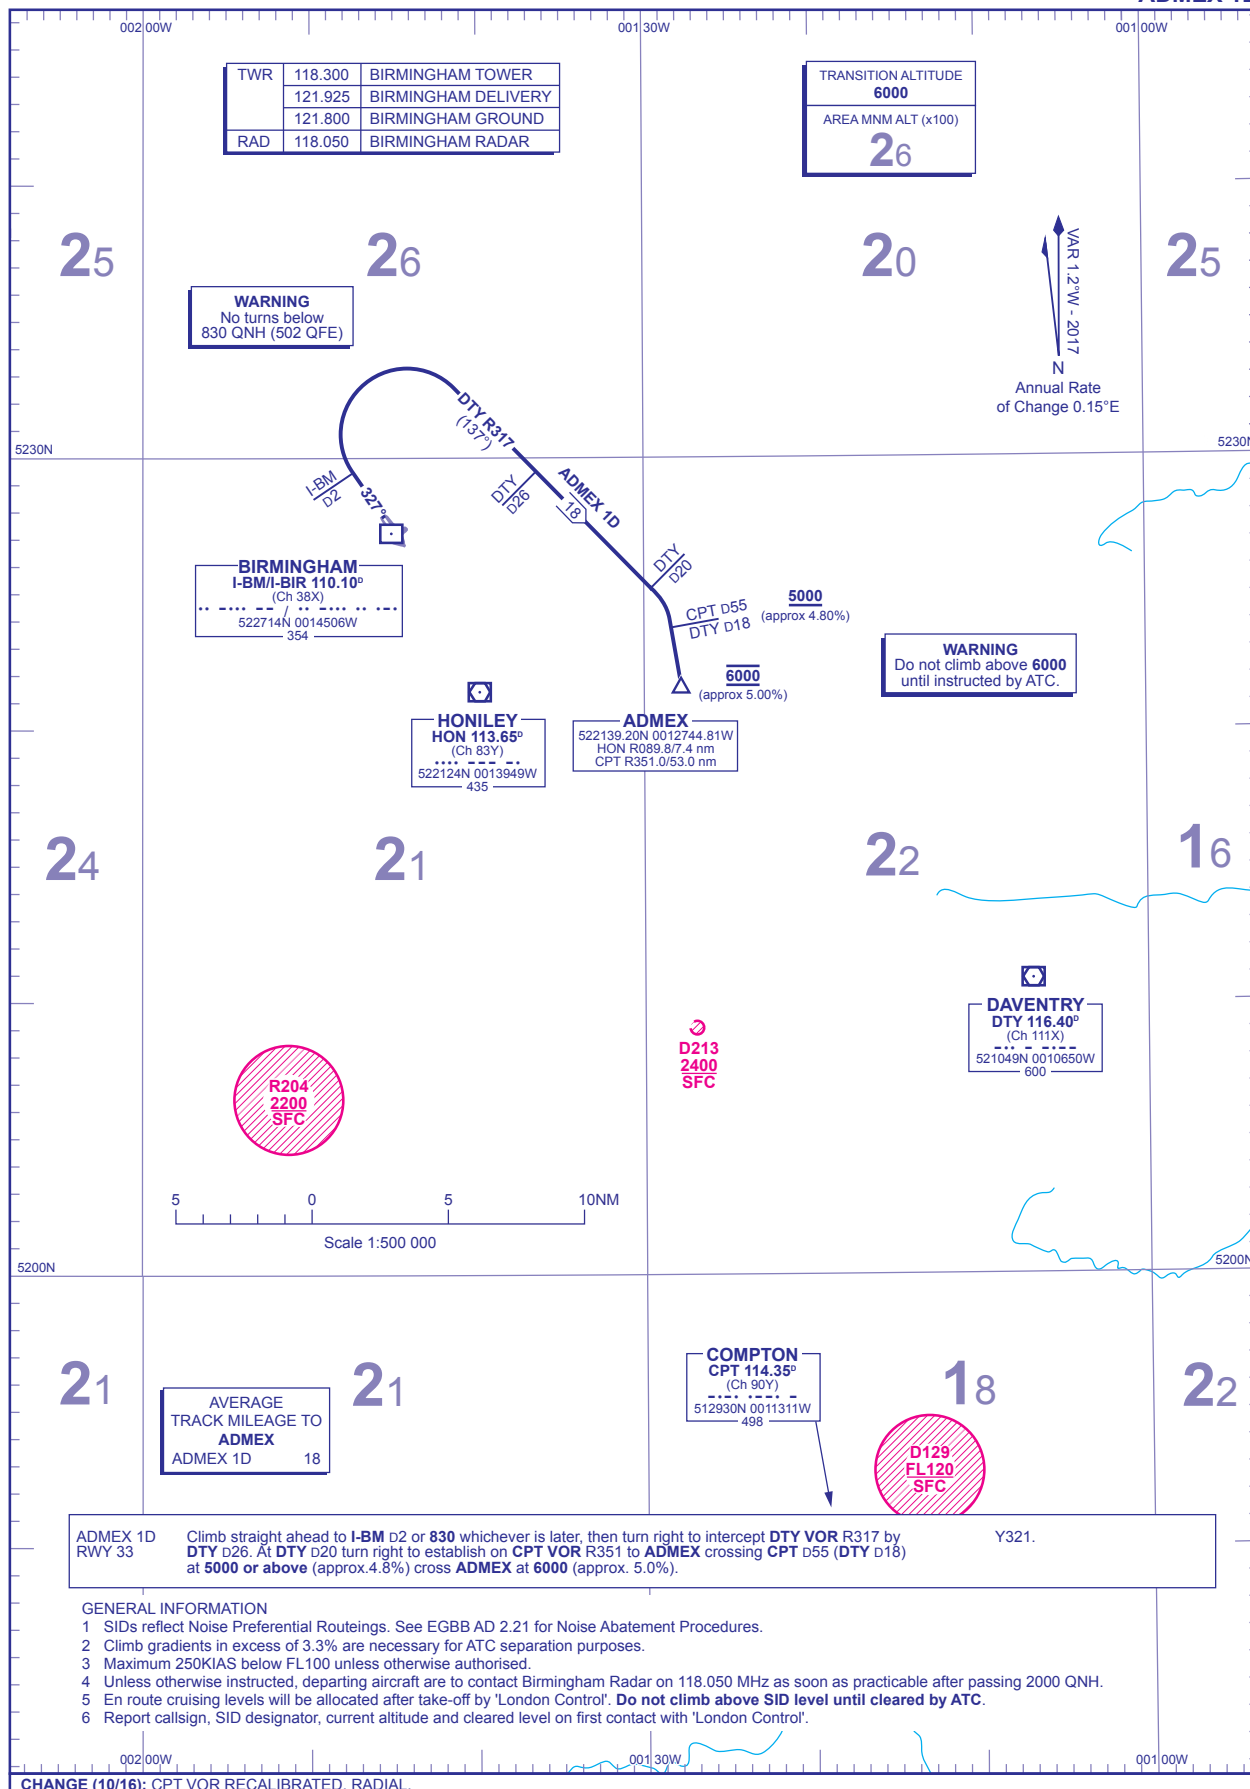 002 00W 001 30W 001 00W
TWR 118.300 BIRMINGHAM TOWER
121.925 BIRMINGHAM DELIVERY
121.800 BIRMINGHAM GROUND
RAD 118.050 BIRMINGHAM RADAR
TRANSITION ALTITUDE
6000
AREA MNM ALT (x100)
26
25 26 20 25
VAR 1.2°W - 2017
N
Annual Rate
of Change 0.15°E
WARNING
No turns below
830 QNH (502 QFE)
5230N 5230N
DTY R317
(137°)
I-BM
D2
327°
DTY
D26
ADMEX 1D
18
DTY
D20
CPT D55
DTY D18
5000
(approx 4.80%)
6000
(approx 5.00%)
BIRMINGHAM
I-BM/I-BIR 110.10D
(Ch 38X)
522714N 0014506W
354
WARNING
Do not climb above 6000
until instructed by ATC.
HONILEY
HON 113.65D
(Ch 83Y)
522124N 0013949W
435
ADMEX
522139.20N 0012744.81W
HON R089.8/7.4 nm
CPT R351.0/53.0 nm
24 21 22 16
DAVENTRY
DTY 116.40D
(Ch 111X)
521049N 0010650W
600
D213
2400
SFC
R204
2200
SFC
5 0 5 10NM
Scale 1:500 000
5200N 5200N
21 21 18 22
COMPTON
CPT 114.35D
(Ch 90Y)
512930N 0011311W
498
AVERAGE
TRACK MILEAGE TO
ADMEX
ADMEX 1D 18
D129
FL120
SFC
ADMEX 1D Climb straight ahead to I-BM D2 or 830 whichever is later, then turn right to intercept DTY VOR R317 by Y321.
RWY 33 DTY D26. At DTY D20 turn right to establish on CPT VOR R351 to ADMEX crossing CPT D55 (DTY D18)
at 5000 or above (approx.4.8%) cross ADMEX at 6000 (approx. 5.0%).
GENERAL INFORMATION
1 SIDs reflect Noise Preferential Routeings. See EGBB AD 2.21 for Noise Abatement Procedures.
2 Climb gradients in excess of 3.3% are necessary for ATC separation purposes.
3 Maximum 250KIAS below FL100 unless otherwise authorised.
4 Unless otherwise instructed, departing aircraft are to contact Birmingham Radar on 118.050 MHz as soon as practicable after passing 2000 QNH.
5 En route cruising levels will be allocated after take-off by 'London Control'. Do not climb above SID level until cleared by ATC.
6 Report callsign, SID designator, current altitude and cleared level on first contact with 'London Control'.
002 00W 001 30W 001 00W
CHANGE (10/16): CPT VOR RECALIBRATED. RADIAL.